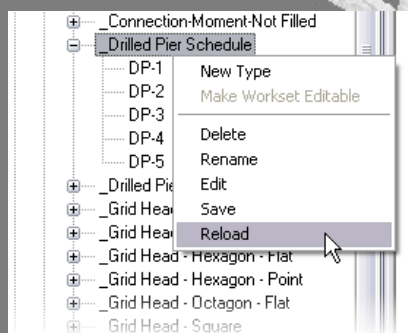 _Connection-Moment-Not Filled
_Drilled Pier Schedule
DP-1
DP-2
DP-3
DP-4
DP-5
_Drilled Pie
_Grid Hea
_Grid Hea
_Grid Head - Hexagon - Flat
_Grid Head - Hexagon - Point
_Grid Head - Octagon - Flat
_Grid Head - Square
New Type
Make Workset Editable
Delete
Rename
Edit
Save
Reload